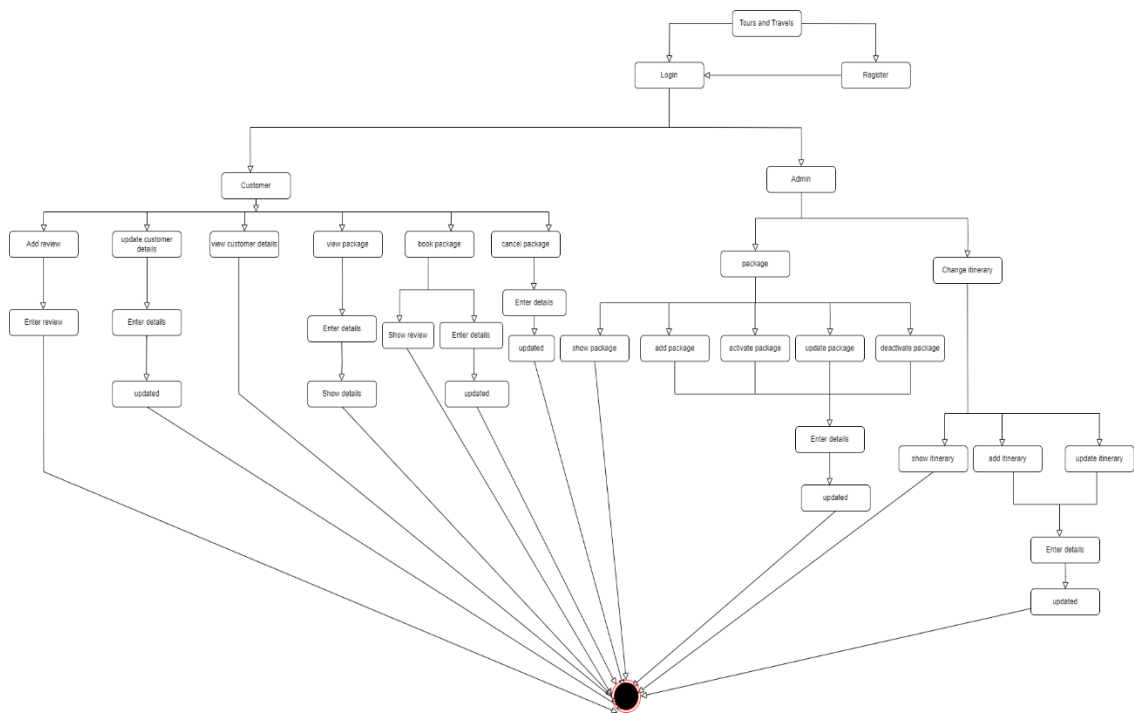 Tours and Travels
Login
Register
Customer
Admin
Add review
update customer
details
view customer details
view package
book package
cancel package
package
Change itinerary
Enter review
Enter details
Enter details
Show review
Enter details
Enter details
updated
show package
add package
activate package
update package
deactivate package
updated
Show details
updated
Enter details
show itinerary
add itinerary
update itinerary
updated
Enter details
updated